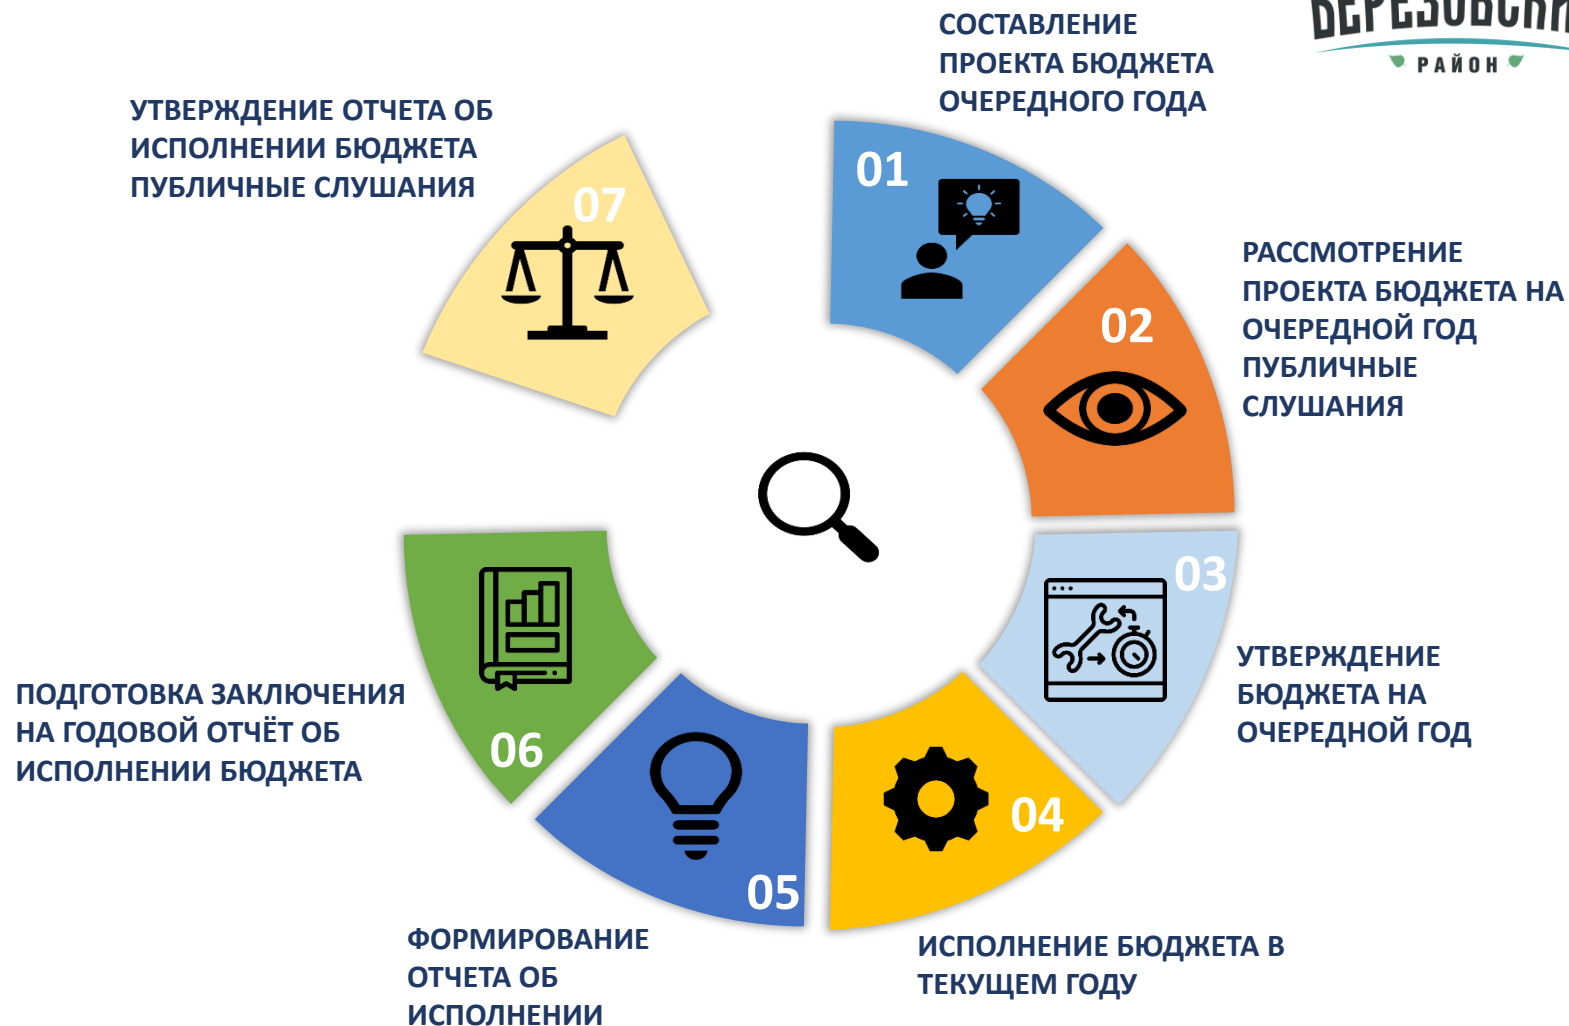 БЕРЕЗОВСКИЙ
РАЙОН
СОСТАВЛЕНИЕ
ПРОЕКТА БЮДЖЕТА
ОЧЕРЕДНОГО ГОДА
01
РАССМОТРЕНИЕ
ПРОЕКТА БЮДЖЕТА НА
ОЧЕРЕДНОЙ ГОД
ПУБЛИЧНЫЕ
СЛУШАНИЯ
02
03
УТВЕРЖДЕНИЕ
БЮДЖЕТА НА
ОЧЕРЕДНОЙ ГОД
04
ИСПОЛНЕНИЕ БЮДЖЕТА В
ТЕКУЩЕМ ГОДУ
05
ФОРМИРОВАНИЕ
ОТЧЕТА ОБ
ИСПОЛНЕНИИ
06
ПОДГОТОВКА ЗАКЛЮЧЕНИЯ
НА ГОДОВОЙ ОТЧЁТ ОБ
ИСПОЛНЕНИИ БЮДЖЕТА
07
УТВЕРЖДЕНИЕ ОТЧЕТА ОБ
ИСПОЛНЕНИИ БЮДЖЕТА
ПУБЛИЧНЫЕ СЛУШАНИЯ